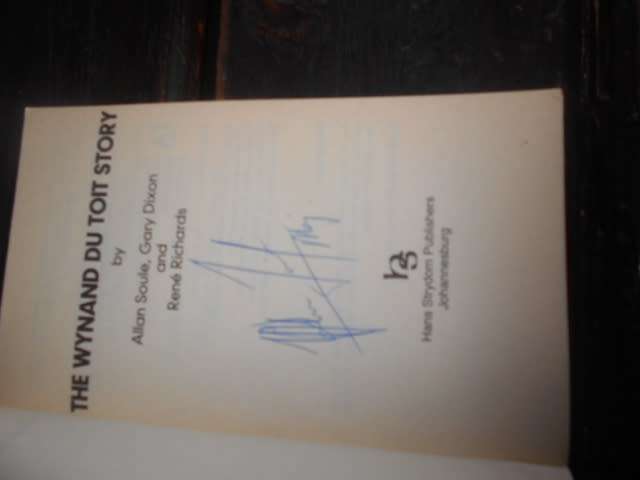 THE WYNAND DU TOIT STORY
by
Allan Soule, Gary Dixon
and
René Richards
hs
Hans Strydom Publishers
Johannesburg